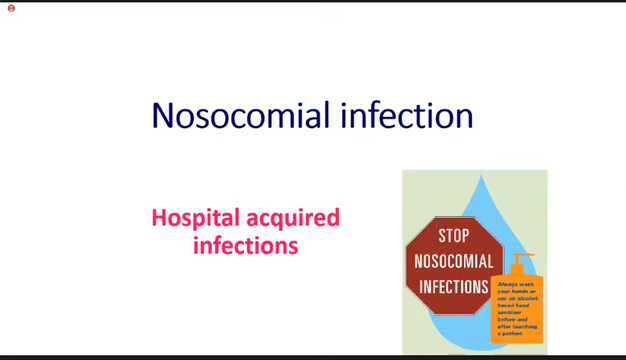 Nosocomial infection
Hospital acquired
infections
STOP
NOSOCOMIAL
INFECTIONS
Always wash
your hands or
use an alcohol-
based hand
sanitizer
before and
after touching
a patient.